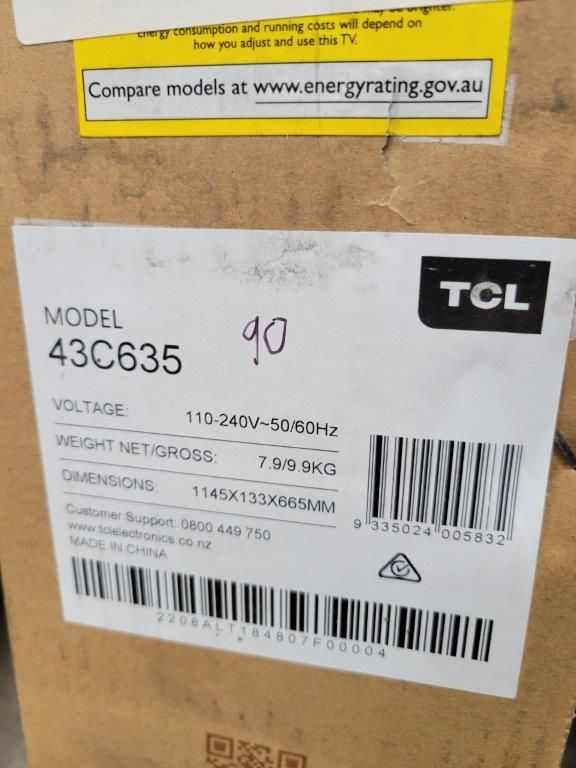 Energy consumption and running costs will depend on
how you adjust and use this TV.
Compare models at www.energyrating.gov.au
TCL
MODEL
43C635
90
VOLTAGE: 110-240V~50/60Hz
WEIGHT NET/GROSS: 7.9/9.9KG
DIMENSIONS: 1145X133X665MM
Customer Support: 0800 449 750
www.tclelectronics.co.nz
MADE IN CHINA
9 335024 005832
2208ALT184807F00004